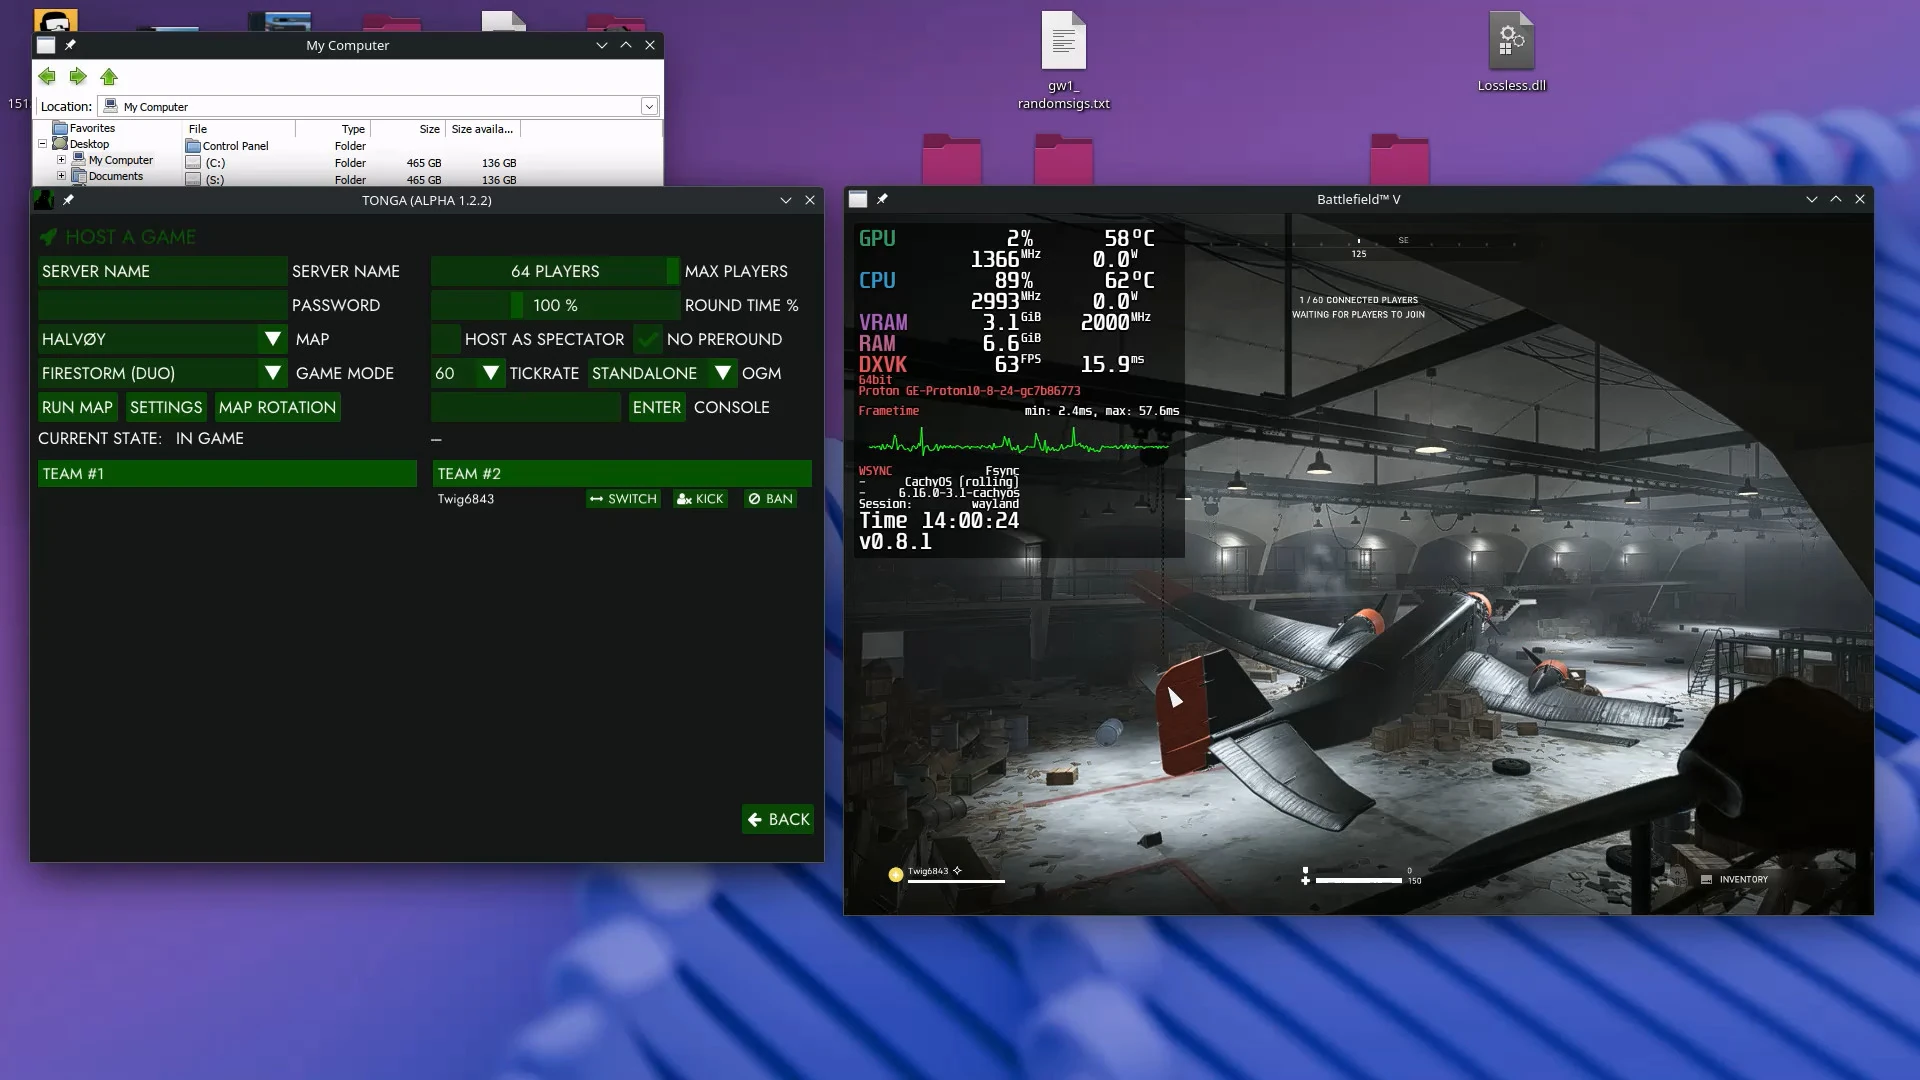 gw1_
randomsigs.txt
Lossless.dll
151
My Computer
Location: My Computer
Favorites
Desktop
My Computer
Documents
File Type Size Size availa...
Control Panel Folder
(C:) Folder 465 GB 136 GB
(S:) Folder 465 GB 136 GB
TONGA (ALPHA 1.2.2)
HOST A GAME
SERVER NAME SERVER NAME 64 PLAYERS MAX PLAYERS
PASSWORD 100 % ROUND TIME %
HALVØY MAP HOST AS SPECTATOR NO PREROUND
FIRESTORM (DUO) GAME MODE 60 TICKRATE STANDALONE OGM
RUN MAP SETTINGS MAP ROTATION ENTER CONSOLE
CURRENT STATE: IN GAME –
TEAM #1 TEAM #2
Twig6843 SWITCH KICK BAN
BACK
Battlefield™ V
GPU 2% 58°C
1366MHz 0.0W
CPU 89% 62°C
2993MHz 0.0W
VRAM 3.1GiB 2000MHz
RAM 6.6GiB
DXVK 63FPS 15.9ms
64bit
Proton GE-Proton10-8-24-gc7b86773
Frametime min: 2.4ms, max: 57.6ms
WSYNC Fsync
- CachyOS (rolling)
- 6.16.0-3.1-cachyos
Session: wayland
Time 14:00:24
v0.8.1
SE
125
1 / 60 CONNECTED PLAYERS
WAITING FOR PLAYERS TO JOIN
Twig6843
0
150
INVENTORY